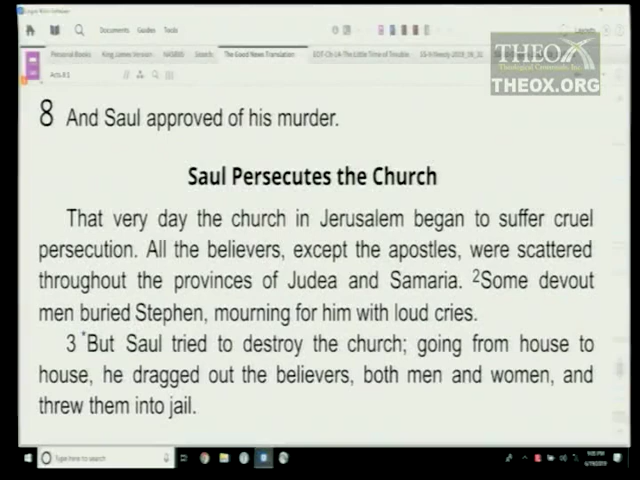 Documents Guides Tools
Layouts
Personal Books King James Version NASB95 Search The Good News Translation
Acts 8:1
THEOX
THEOX.ORG
8 And Saul approved of his murder.
Saul Persecutes the Church
That very day the church in Jerusalem began to suffer cruel
persecution. All the believers, except the apostles, were scattered
throughout the provinces of Judea and Samaria. 2Some devout
men buried Stephen, mourning for him with loud cries.
3 *But Saul tried to destroy the church; going from house to
house, he dragged out the believers, both men and women, and
threw them into jail.
Type here to search